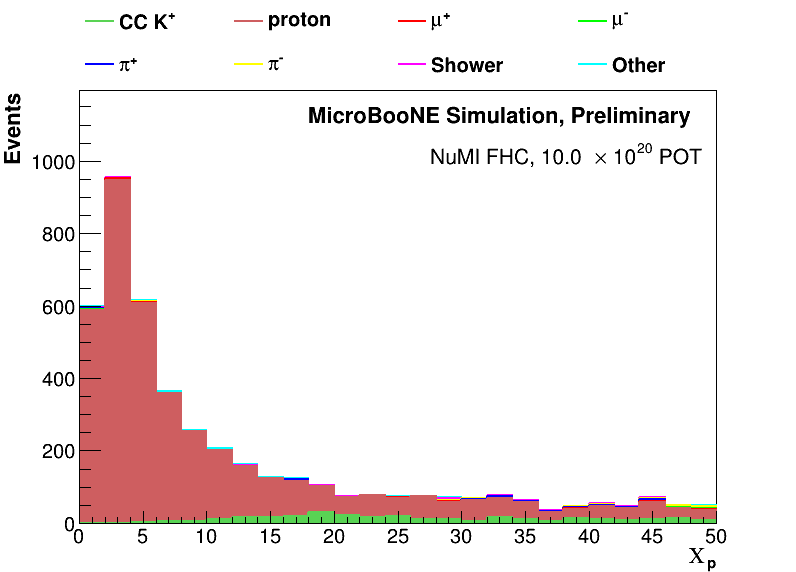 CC K⁺ proton μ⁺ μ⁻
π⁺ π⁻ Shower Other
MicroBooNE Simulation, Preliminary
NuMI FHC, 10.0 × 10²⁰ POT
Events
1000
800
600
400
200
0
0 5 10 15 20 25 30 35 40 45 50
Χₚ